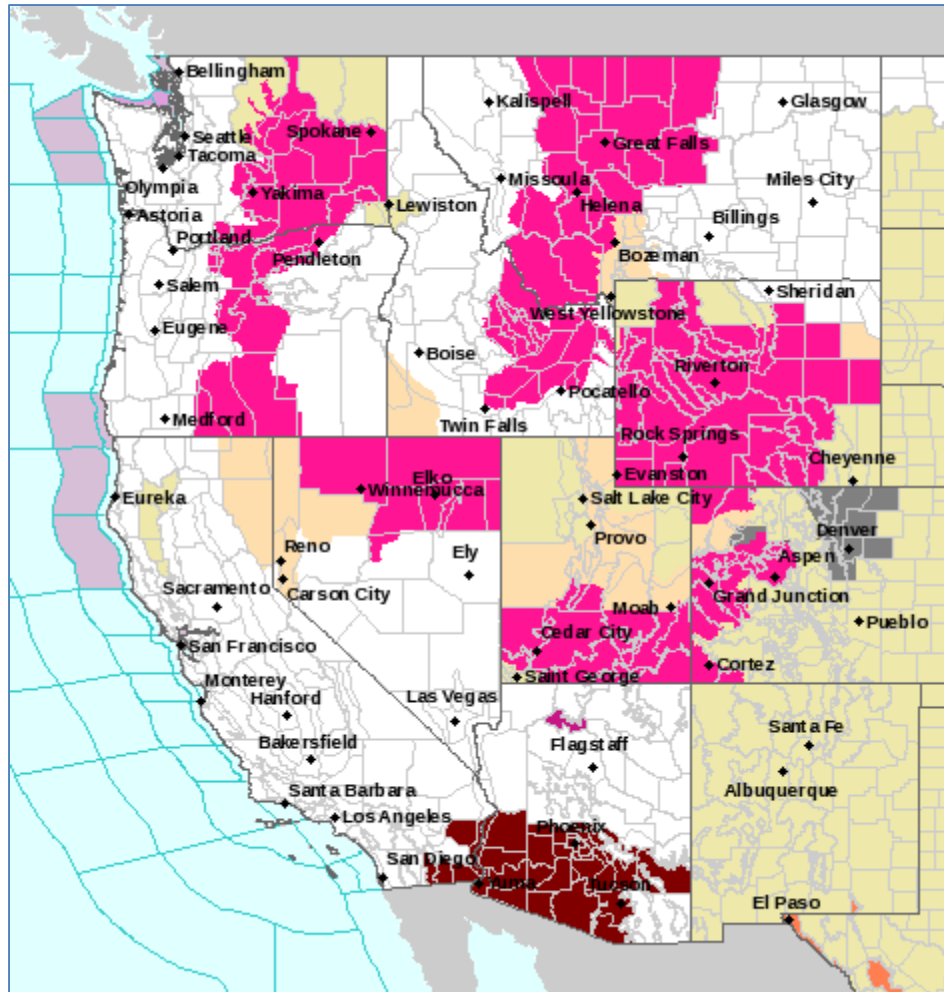 Bellingham
Kalispell
Glasgow
Seattle
Spokane
Great Falls
Tacoma
Olympia
Yakima
Missoula
Miles City
Lewiston
Helena
Astoria
Billings
Portland
Pendleton
Bozeman
Salem
Sheridan
West Yellowstone
Eugene
Boise
Riverton
Pocatello
Medford
Twin Falls
Rock Springs
Cheyenne
Elko
Evanston
Winnemucca
Eureka
Salt Lake City
Denver
Provo
Reno
Ely
Aspen
Sacramento
Carson City
Grand Junction
Moab
Pueblo
San Francisco
Cedar City
Cortez
Monterey
Saint George
Hanford
Las Vegas
Santa Fe
Bakersfield
Flagstaff
Albuquerque
Santa Barbara
Los Angeles
Phoenix
San Diego
Yuma
Tucson
El Paso